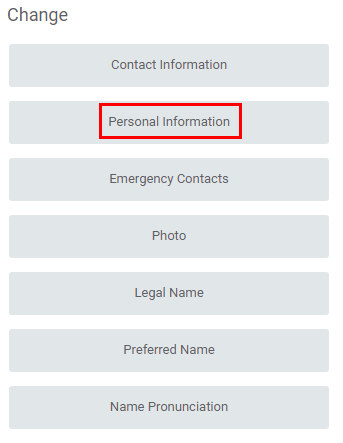 Change
Contact Information
Personal Information
Emergency Contacts
Photo
Legal Name
Preferred Name
Name Pronunciation